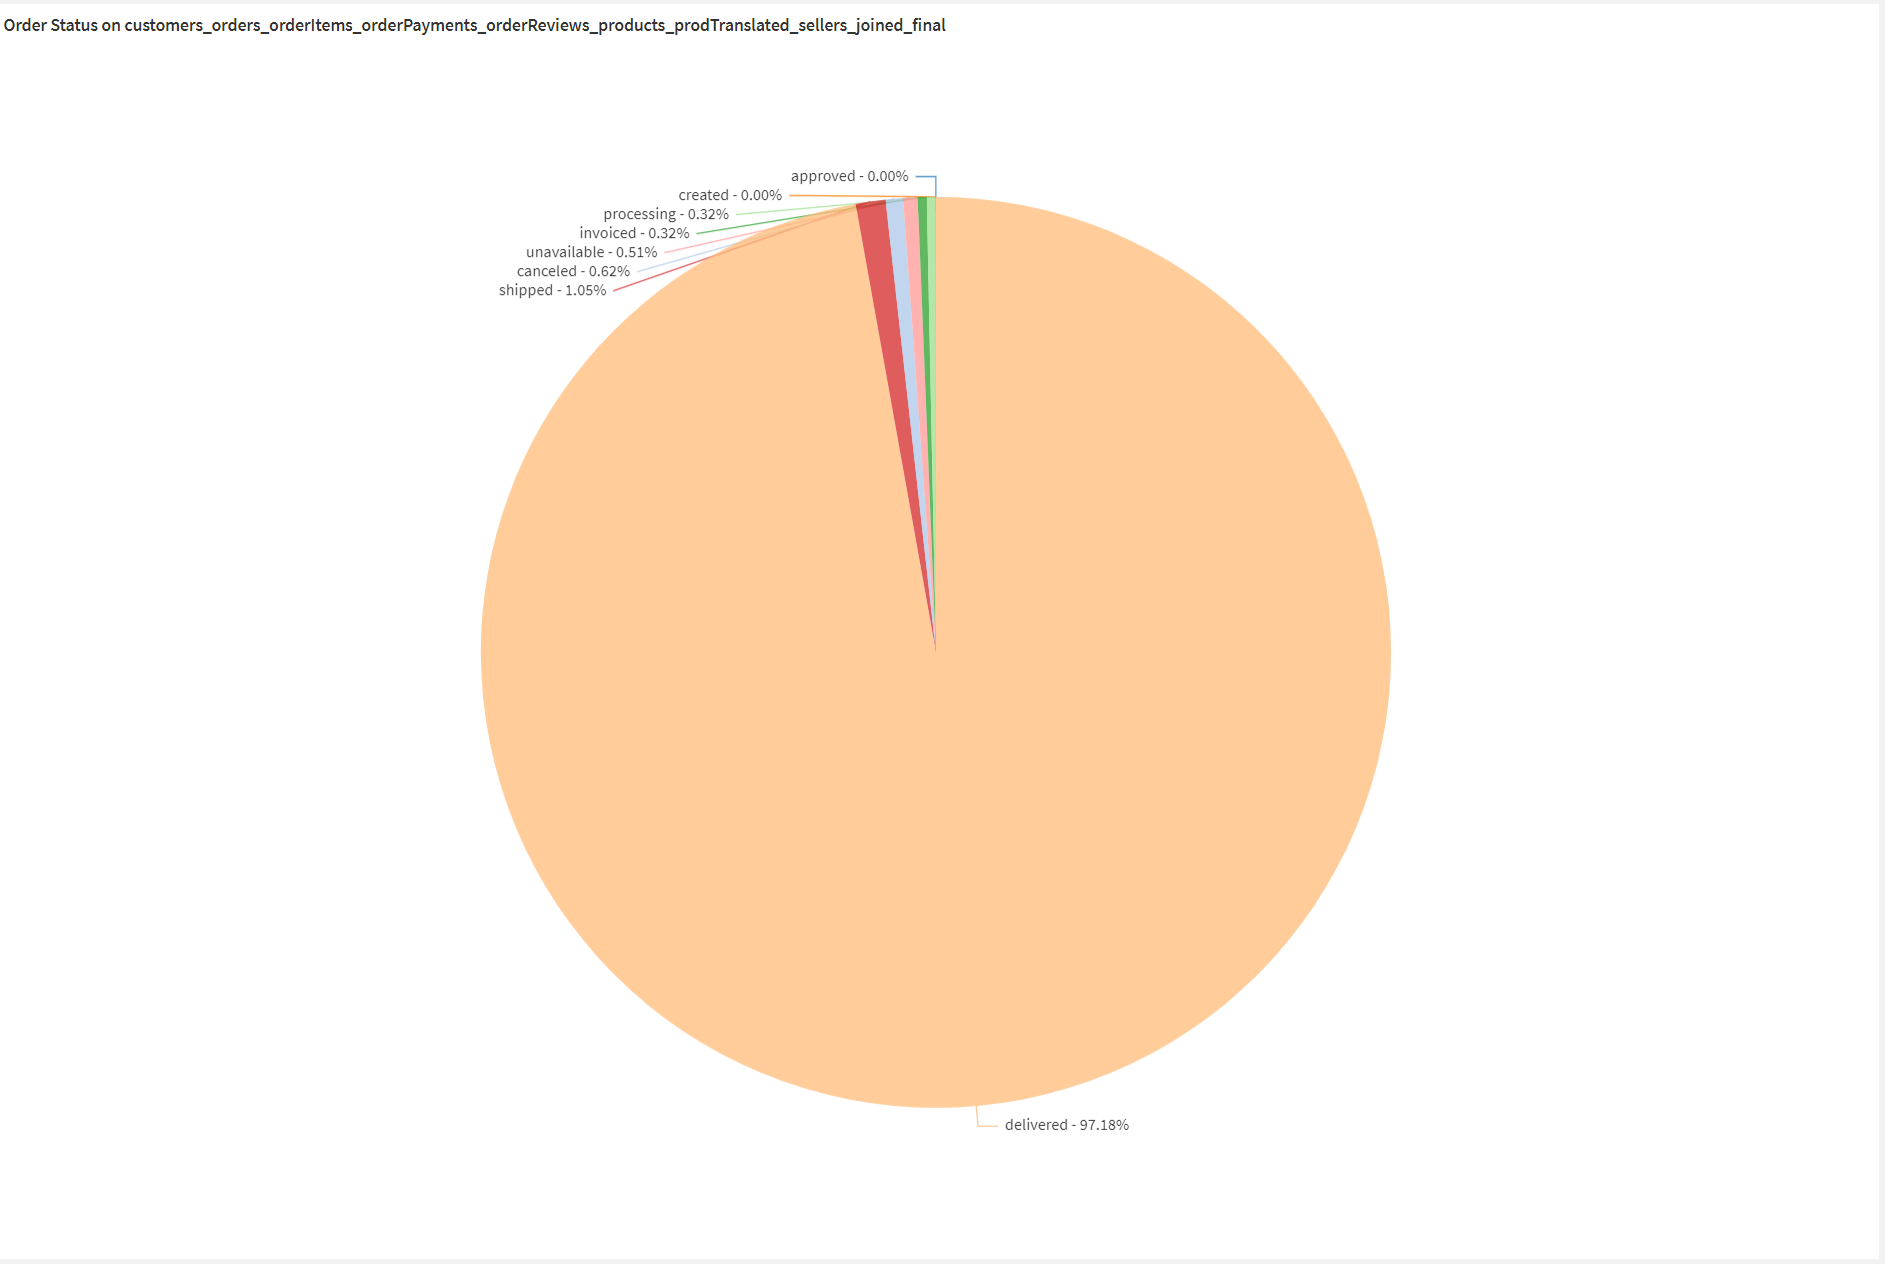 Order Status on customers_orders_orderItems_orderPayments_orderReviews_products_prodTranslated_sellers_joined_final
approved - 0.00%
created - 0.00%
processing - 0.32%
invoiced - 0.32%
unavailable - 0.51%
canceled - 0.62%
shipped - 1.05%
delivered - 97.18%